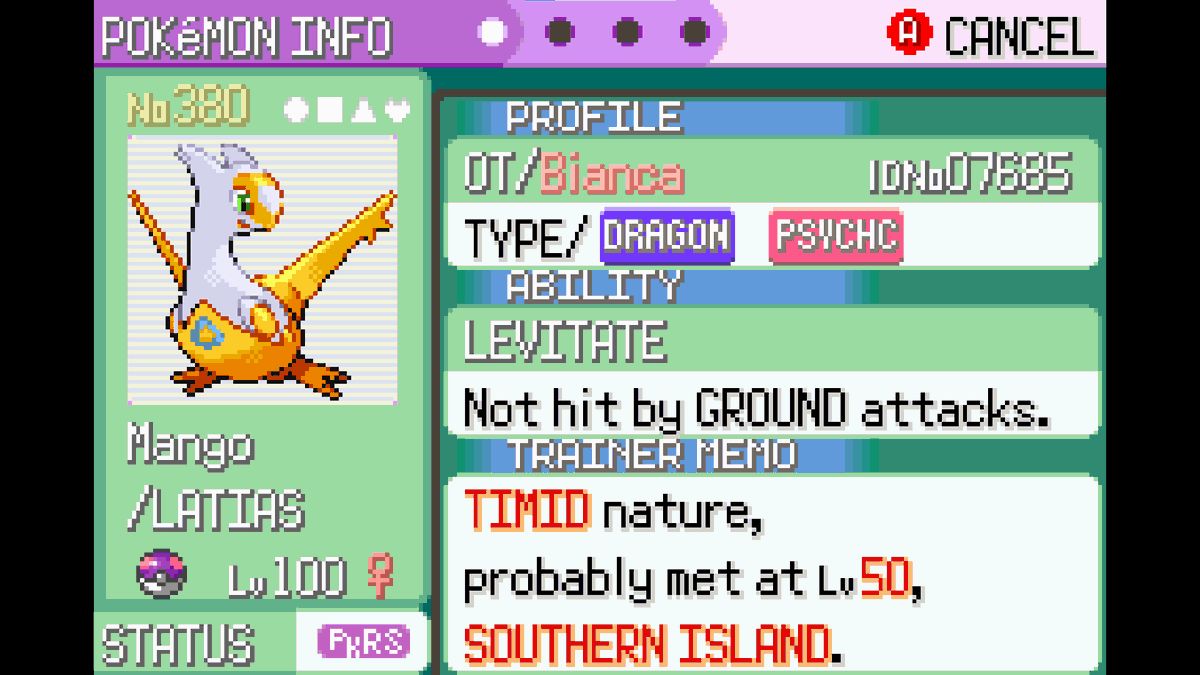 POKéMON INFO
A CANCEL
No380
PROFILE
OT/Bianca
IDNo07685
TYPE/ DRAGON PSYCHC
ABILITY
LEVITATE
Not hit by GROUND attacks.
TRAINER MEMO
TIMID nature,
probably met at Lv50,
SOUTHERN ISLAND.
Mango
/LATIAS
Lv100 ♀
STATUS PKRS